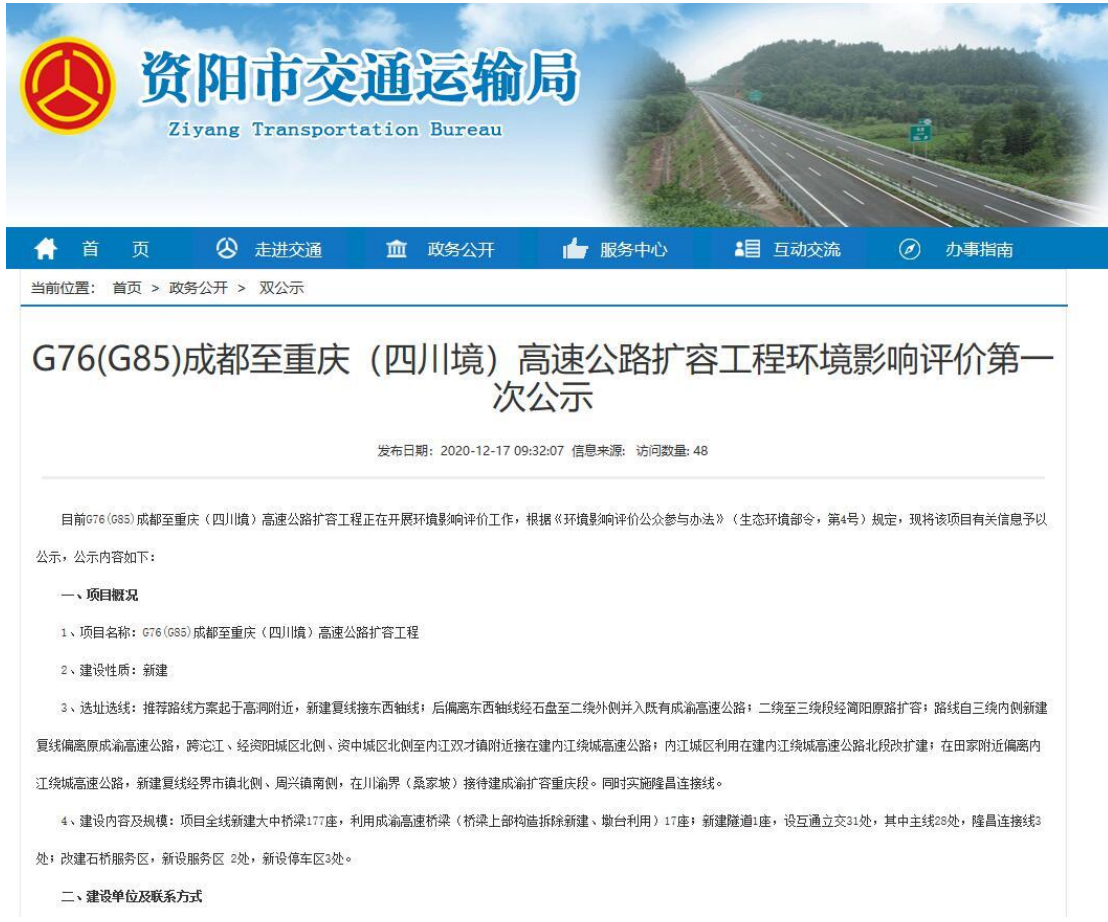 资阳市交通运输局
Ziyang Transportation Bureau
首 页 走进交通 政务公开 服务中心 互动交流 办事指南
当前位置： 首页 > 政务公开 > 双公示
G76(G85)成都至重庆（四川境）高速公路扩容工程环境影响评价第一
次公示
发布日期：2020-12-17 09:32:07 信息来源: 访问数量: 48
目前G76(G85)成都至重庆（四川境）高速公路扩容工程正在开展环境影响评价工作，根据《环境影响评价公众参与办法》（生态环境部令，第4号）规定，现将该项目有关信息予以
公示，公示内容如下：
一、项目概况
1、项目名称：G76(G85)成都至重庆（四川境）高速公路扩容工程
2、建设性质：新建
3、选址选线：推荐路线方案起于高洞附近，新建复线接东西轴线；后偏离东西轴线经石盘至二绕外侧并入既有成渝高速公路；二绕至三绕段经简阳原路扩容；路线自三绕内侧新建
复线偏离原成渝高速公路，跨沱江、经资阳城区北侧、资中城区北侧至内江双才镇附近接在建内江绕城高速公路；内江城区利用在建内江绕城高速公路北段改扩建；在田家附近偏离内
江绕城高速公路，新建复线经界市镇北侧、周兴镇南侧，在川渝界（桑家坡）接待建成渝扩容重庆段。同时实施隆昌连接线。
4、建设内容及规模：项目全线新建大中桥梁177座，利用成渝高速桥梁（桥梁上部构造拆除新建、墩台利用）17座；新建隧道1座，设互通立交31处，其中主线28处，隆昌连接线3
处；改建石桥服务区，新设服务区 2处，新设停车区3处。
二、建设单位及联系方式